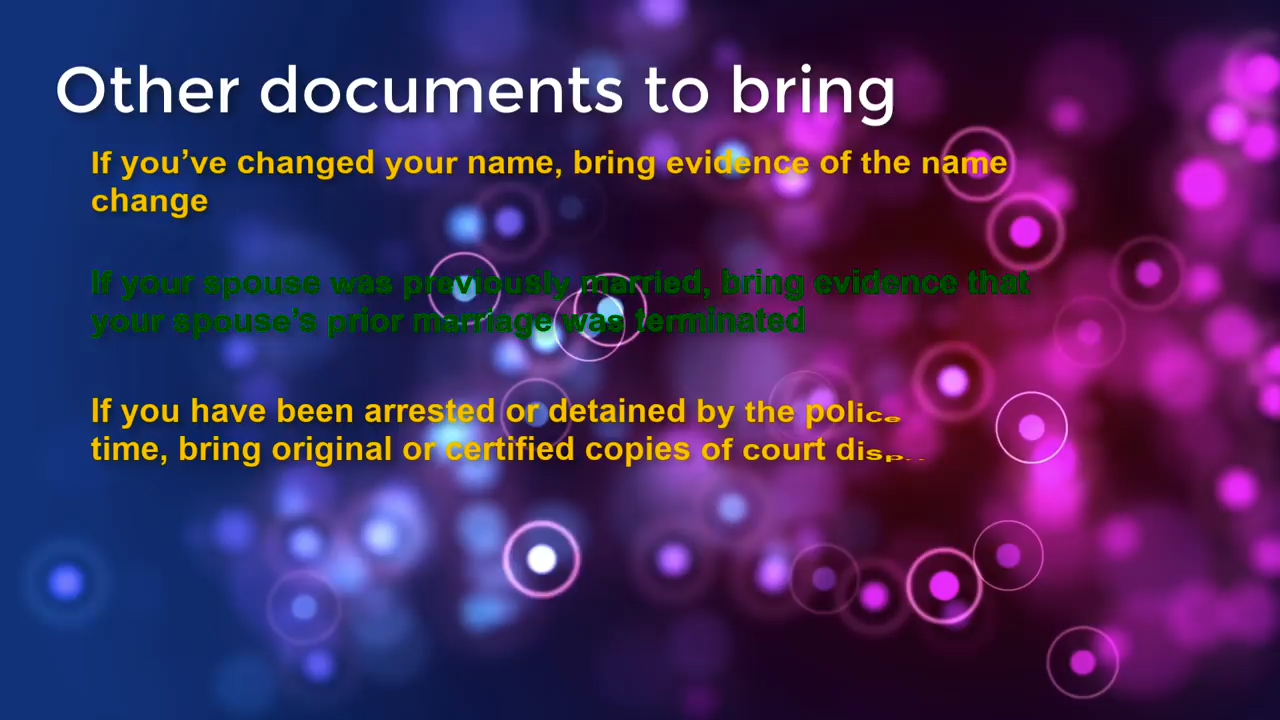 Other documents to bring
If you’ve changed your name, bring evidence of the name
change
If your spouse was previously married, bring evidence that
your spouse’s prior marriage was terminated
If you have been arrested or detained by the police
time, bring original or certified copies of court